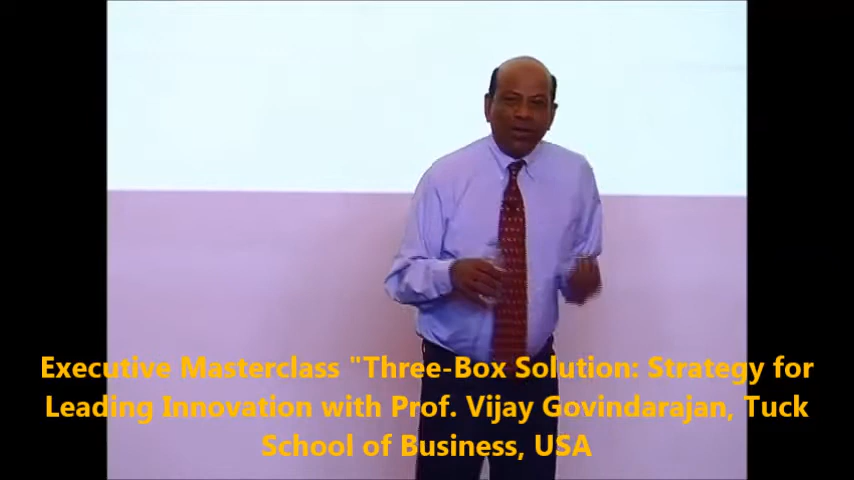 Executive Masterclass "Three-Box Solution: Strategy for
Leading Innovation with Prof. Vijay Govindarajan, Tuck
School of Business, USA